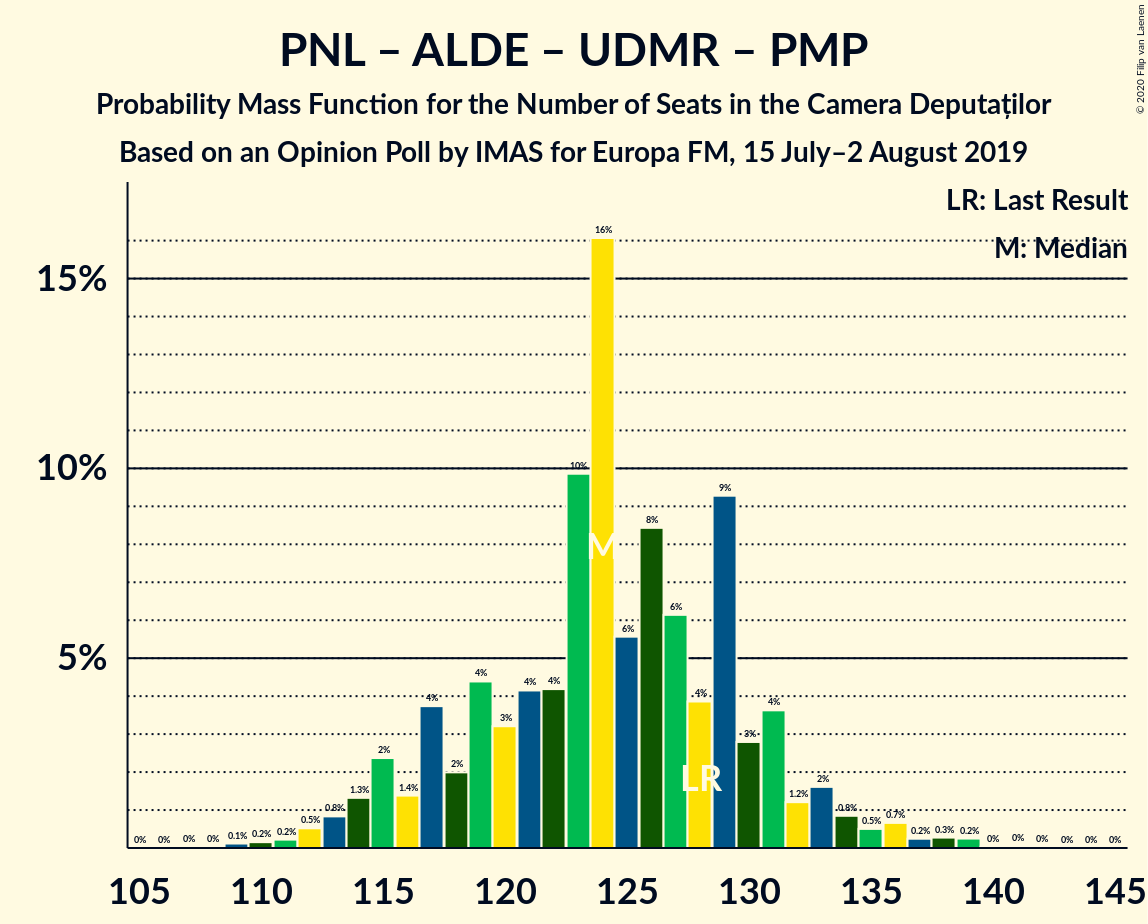 PNL – ALDE – UDMR – PMP
Probability Mass Function for the Number of Seats in the Camera Deputaților
Based on an Opinion Poll by IMAS for Europa FM, 15 July–2 August 2019
© 2020 Filip van Laenen
LR: Last Result
M: Median
15%
10%
5%
0% 0% 0% 0% 0.1% 0.2% 0.2% 0.5% 0.8% 1.3% 2% 1.4% 4% 2% 4% 3% 4% 4% 10% 16% 6% 8% 6% 4% 9% 3% 4% 1.2% 2% 0.8% 0.5% 0.7% 0.2% 0.3% 0.2% 0% 0% 0% 0% 0% 0%
M
LR
105 110 115 120 125 130 135 140 145